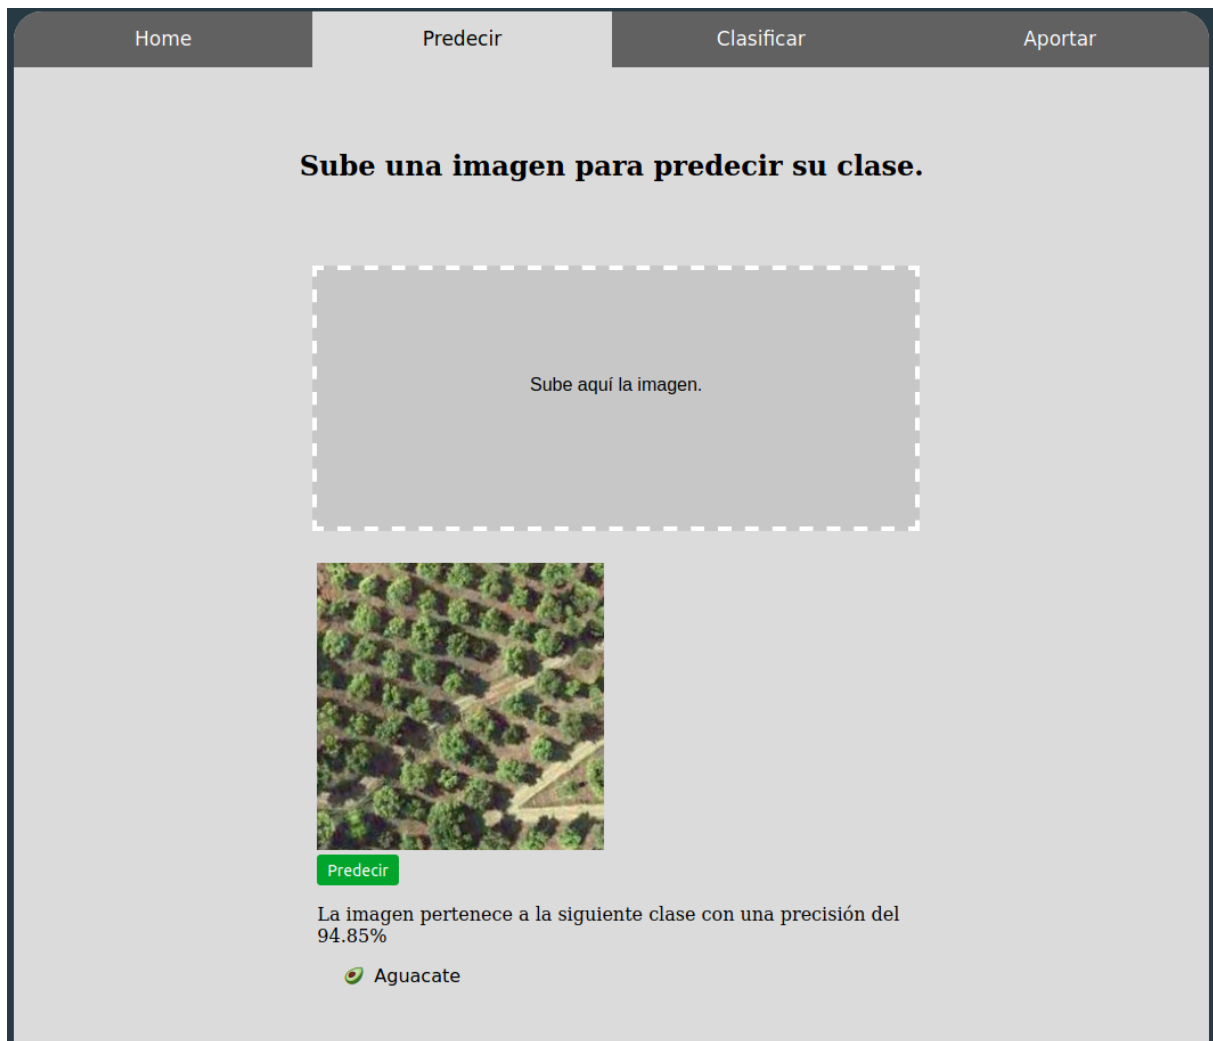 Home
Predecir
Clasificar
Aportar
Sube una imagen para predecir su clase.
Sube aquí la imagen.
Predecir
La imagen pertenece a la siguiente clase con una precisión del
94.85%
Aguacate